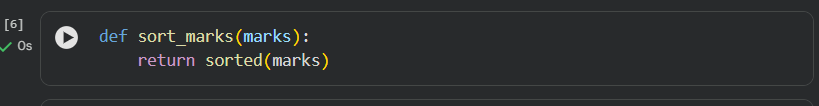 [6]
0s
def sort_marks(marks):
    return sorted(marks)